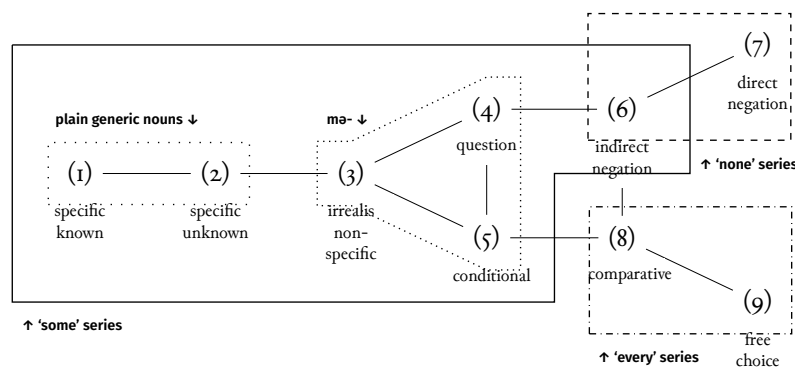 (7)
direct
negation
plain generic nouns ↓
mə- ↓
(4)
question
(6)
indirect
negation
↑ ‘none’ series
(1)
specific
known
(2)
specific
unknown
(3)
irrealis
non-
specific
(5)
conditional
(8)
comparative
(9)
free
choice
↑ ‘some’ series
↑ ‘every’ series